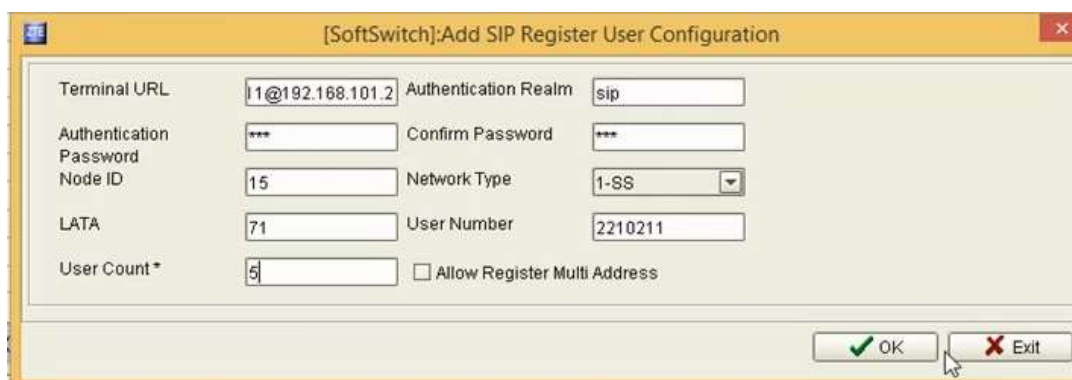 ZTE
[SoftSwitch]:Add SIP Register User Configuration
Terminal URL 11@192.168.101.2 Authentication Realm sip
Authentication Password *** Confirm Password ***
Node ID 15 Network Type 1-SS
LATA 71 User Number 2210211
User Count * 5 Allow Register Multi Address
OK Exit